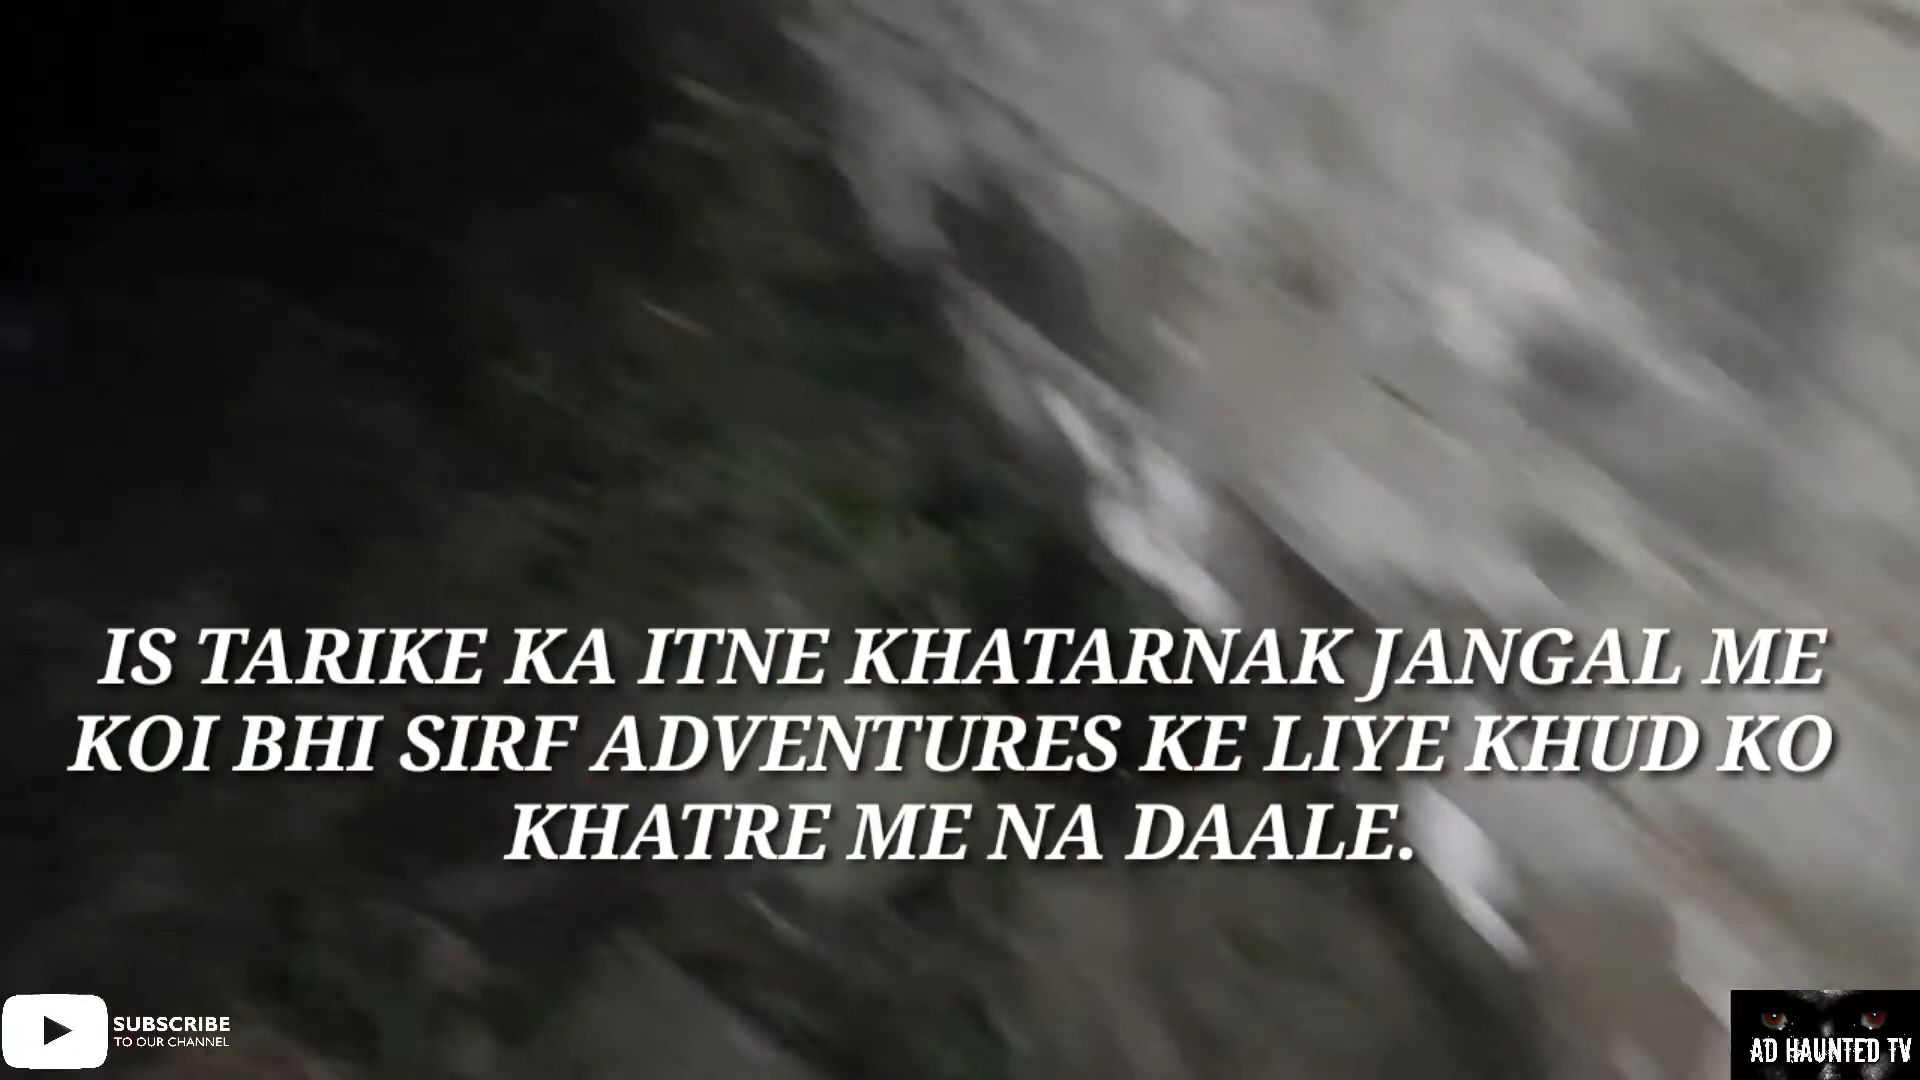 IS TARIKE KA ITNE KHATARNAK JANGAL ME
KOI BHI SIRF ADVENTURES KE LIYE KHUD KO
KHATRE ME NA DAALE.
SUBSCRIBE
TO OUR CHANNEL
AD HAUNTED TV